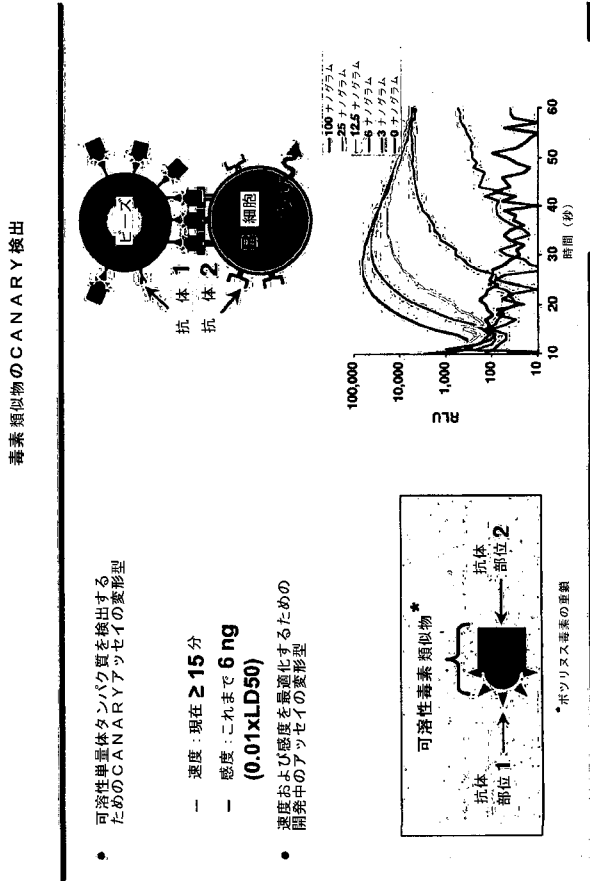 毒素類似物のCANARY検出
• 可溶性単量体タンパク質を検出する
ためのCANARYアッセイの変形型
— 速度：現在 ≥ 15 分
— 感度：これまで 6 ng
(0.01xLD50)
• 速度および感度を最適化するための
開発中のアッセイの変形型
ビーズ
抗体 1
抗体 2
細胞
可溶性毒素類似物*
抗体
部位 1
抗体
部位 2
*ボツリヌス毒素の重鎖
100 ナノグラム
25 ナノグラム
12.5 ナノグラム
6 ナノグラム
3 ナノグラム
0 ナノグラム
100,000
10,000
1,000
100
10
RLU
10 20 30 40 50 60
時間（秒）